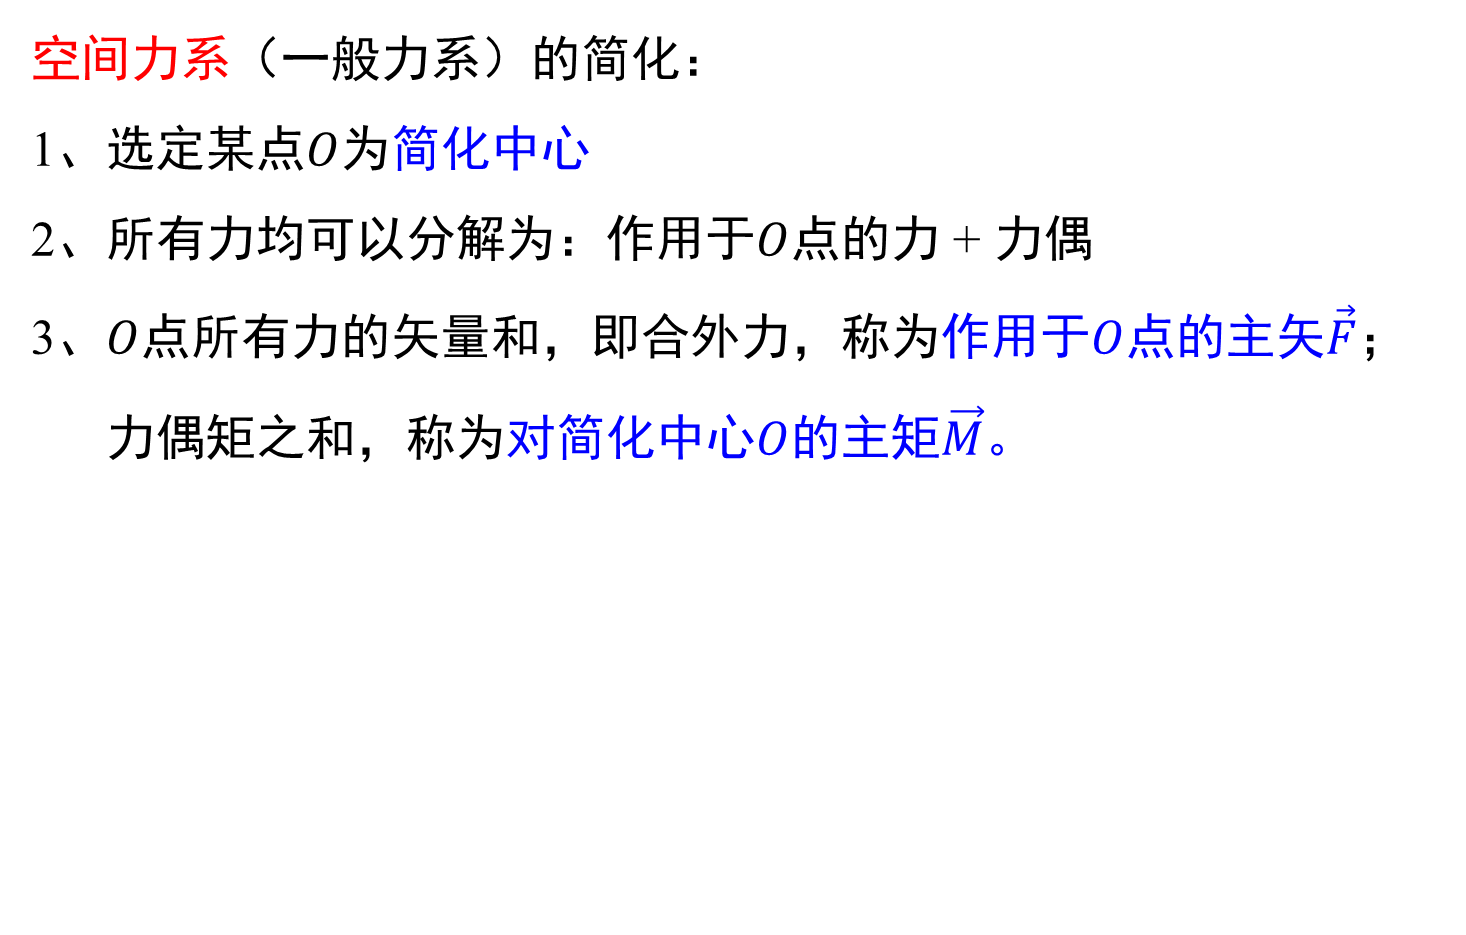 空间力系（一般力系）的简化：
1、选定某点O为简化中心
2、所有力均可以分解为：作用于O点的力 + 力偶
3、O点所有力的矢量和，即合外力，称为作用于O点的主矢F⃗；
力偶矩之和，称为对简化中心O的主矩M⃗。